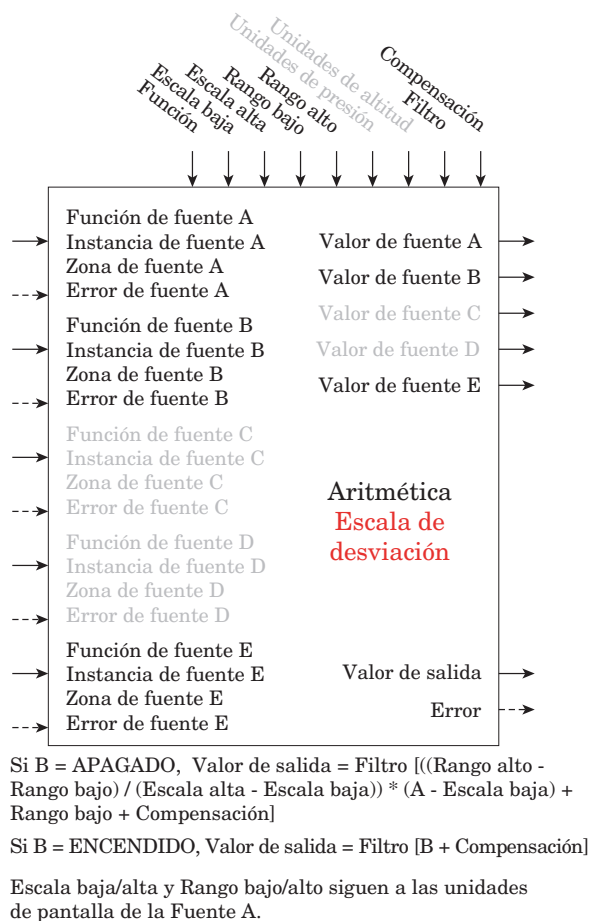 Función
Escala baja
Escala alta
Rango bajo
Rango alto
Unidades de presión
Unidades de altitud
Filtro
Compensación
Función de fuente A
Instancia de fuente A
Zona de fuente A
Error de fuente A
Función de fuente B
Instancia de fuente B
Zona de fuente B
Error de fuente B
Función de fuente C
Instancia de fuente C
Zona de fuente C
Error de fuente C
Función de fuente D
Instancia de fuente D
Zona de fuente D
Error de fuente D
Función de fuente E
Instancia de fuente E
Zona de fuente E
Error de fuente E
Valor de fuente A
Valor de fuente B
Valor de fuente C
Valor de fuente D
Valor de fuente E
Aritmética
Escala de
desviación
Valor de salida
Error
Si B = APAGADO, Valor de salida = Filtro [((Rango alto -
Rango bajo) / (Escala alta - Escala baja)) * (A - Escala baja) +
Rango bajo + Compensación]
Si B = ENCENDIDO, Valor de salida = Filtro [B + Compensación]
Escala baja/alta y Rango bajo/alto siguen a las unidades
de pantalla de la Fuente A.